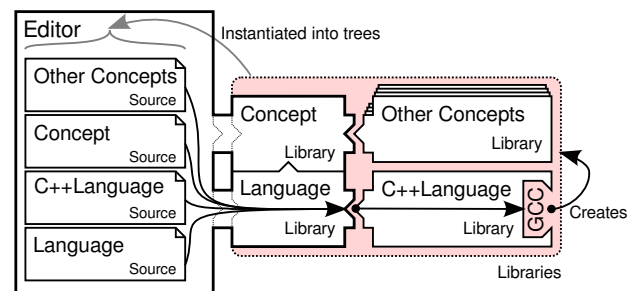 Editor
Instantiated into trees
Other Concepts
Source
Concept
Source
C++Language
Source
Language
Source
Concept
Library
Language
Library
Other Concepts
Library
C++Language
Library
GCC
Creates
Libraries